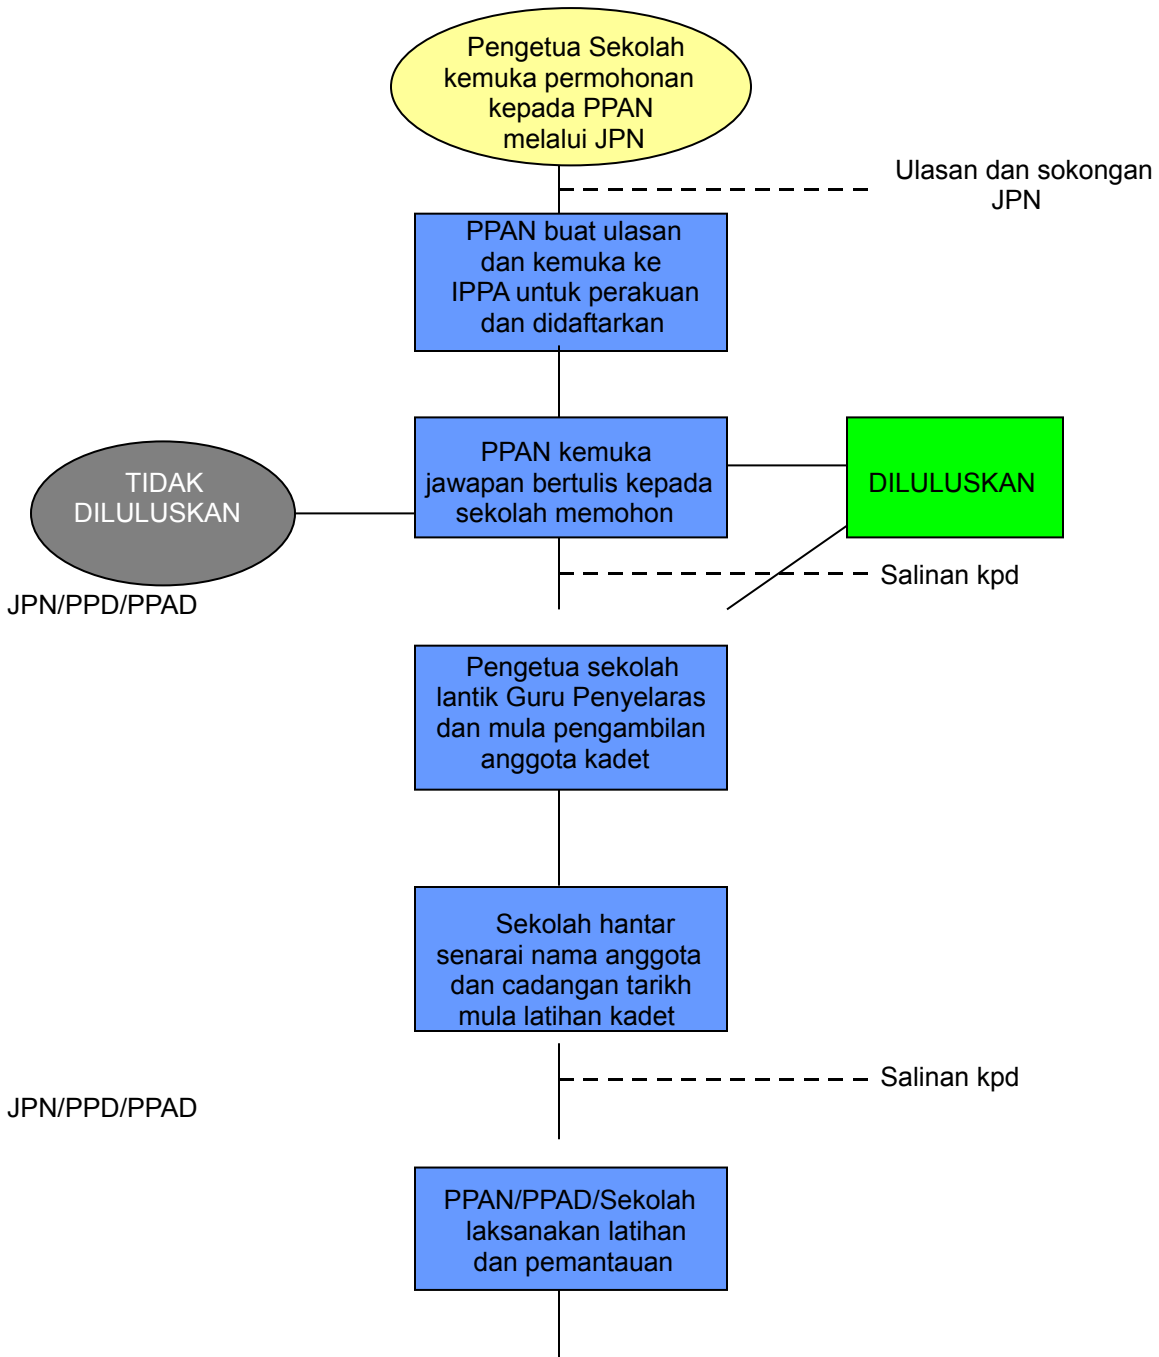 Pengetua Sekolah
kemuka permohonan
kepada PPAN
melalui JPN
Ulasan dan sokongan
JPN
PPAN buat ulasan
dan kemuka ke
IPPA untuk perakuan
dan didaftarkan
PPAN kemuka
jawapan bertulis kepada
sekolah memohon
TIDAK
DILULUSKAN
DILULUSKAN
Salinan kpd
JPN/PPD/PPAD
Pengetua sekolah
lantik Guru Penyelaras
dan mula pengambilan
anggota kadet
Sekolah hantar
senarai nama anggota
dan cadangan tarikh
mula latihan kadet
Salinan kpd
JPN/PPD/PPAD
PPAN/PPAD/Sekolah
laksanakan latihan
dan pemantauan